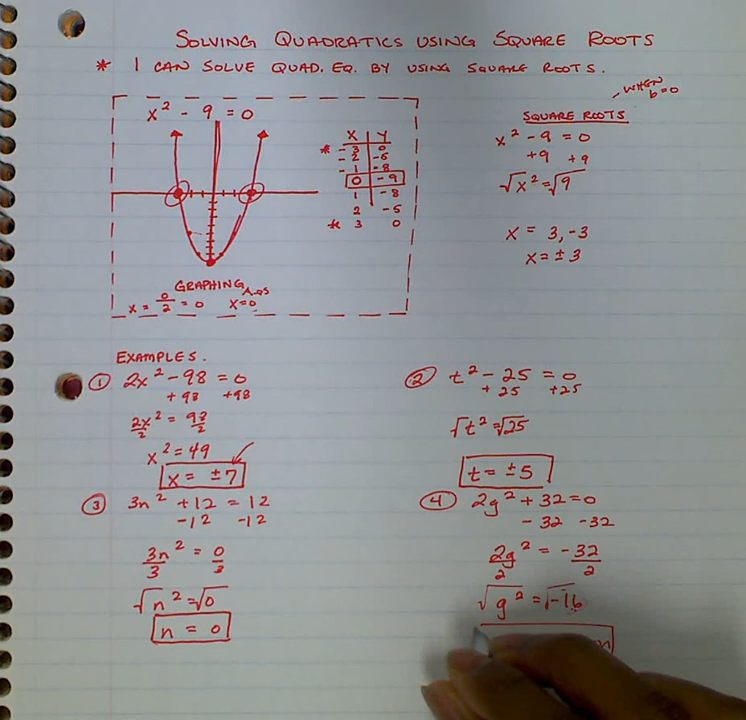 SOLVING QUADRATICS USING SQUARE ROOTS
* I CAN SOLVE QUAD. EQ. BY USING SQUARE ROOTS.
x² - 9 = 0
X Y
* -3 0
-2 -5
-1 -8
0 -9
1 -8
2 -5
* 3 0
GRAPHING
AOS
x = 0/2 = 0 x=0
WHEN
b=0
SQUARE ROOTS
x² - 9 = 0
+9 +9
√x² = √9
x = 3, -3
x = ±3
EXAMPLES.
① 2x² - 98 = 0
+98 +98
2x²/2 = 98/2
x² = 49
x = ±7
② t² - 25 = 0
+25 +25
√t² = √25
t = ±5
③ 3n² + 12 = 12
-12 -12
3n²/3 = 0/3
√n² = √0
n = 0
④ 2g² + 32 = 0
-32 -32
2g²/2 = -32/2
√g² = √-16